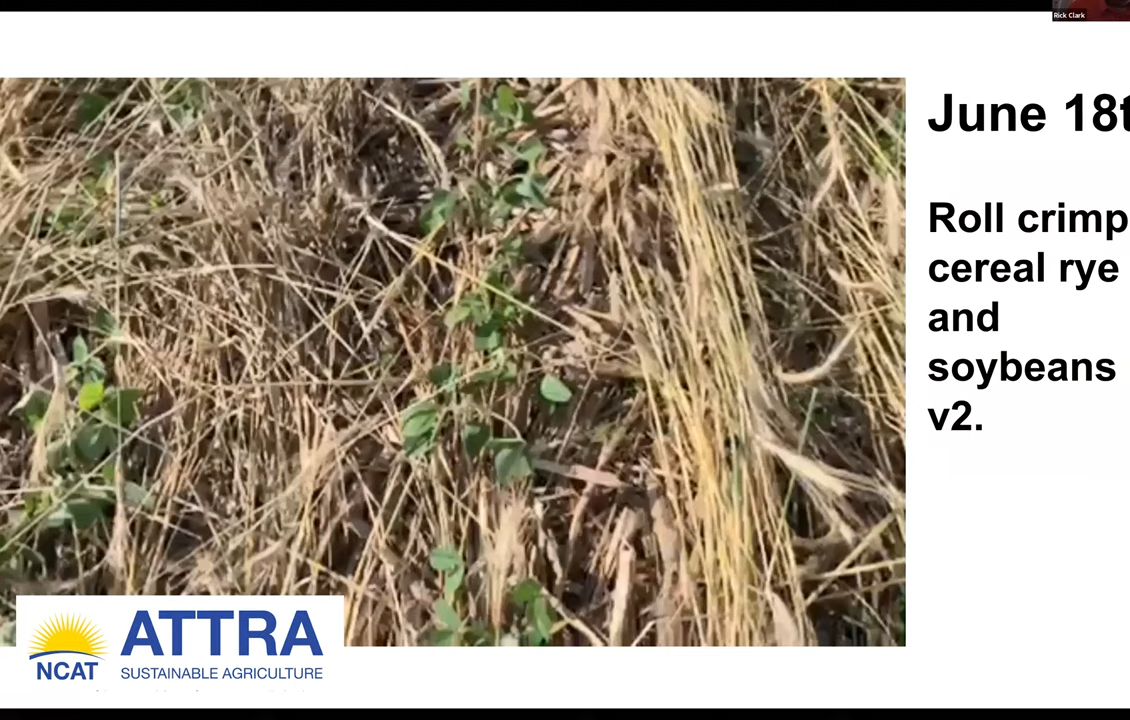 Rick Clark
June 18t
Roll crimp
cereal rye
and
soybeans
v2.
NCAT
ATTRA
SUSTAINABLE AGRICULTURE